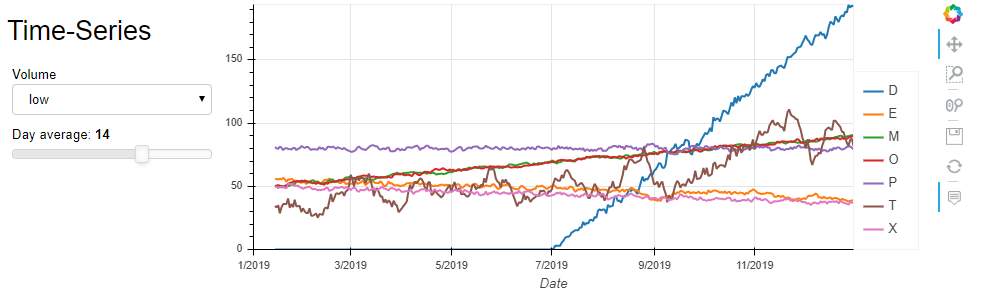 Time-Series
Volume
low
Day average: 14
150
100
50
0
1/2019
3/2019
5/2019
7/2019
9/2019
11/2019
Date
D
E
M
O
P
T
X